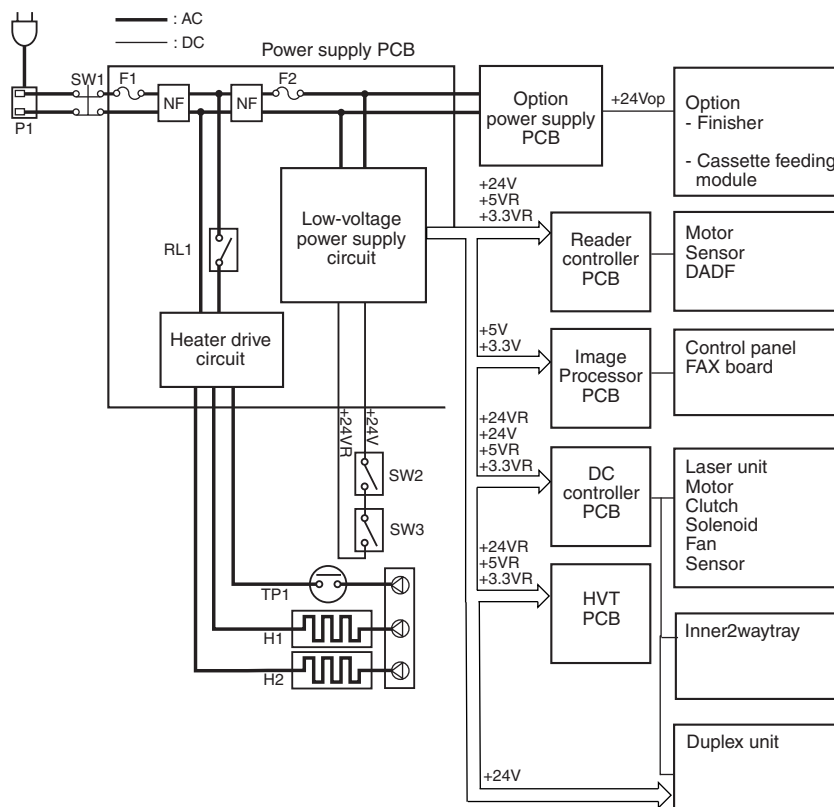 : AC
: DC
Power supply PCB
SW1
F1
F2
NF
NF
P1
Option
power supply
PCB
+24Vop
Option
- Finisher
- Cassette feeding
module
Low-voltage
power supply
circuit
RL1
Heater drive
circuit
+24V
+5VR
+3.3VR
Reader
controller
PCB
Motor
Sensor
DADF
+5V
+3.3V
Image
Processor
PCB
Control panel
FAX board
+24VR
+24V
SW2
SW3
+24VR
+24V
+5VR
+3.3VR
DC
controller
PCB
Laser unit
Motor
Clutch
Solenoid
Fan
Sensor
+24VR
+5VR
+3.3VR
HVT
PCB
TP1
H1
H2
Inner2waytray
Duplex unit
+24V